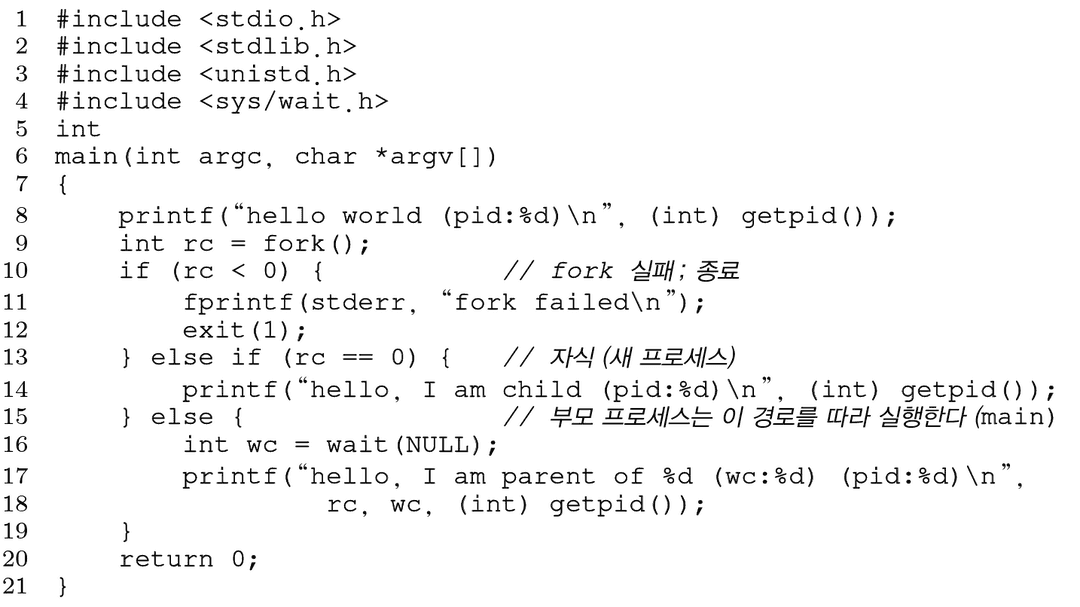 1 #include <stdio.h>
2 #include <stdlib.h>
3 #include <unistd.h>
4 #include <sys/wait.h>
5 int
6 main(int argc, char *argv[])
7 {
8     printf(“hello world (pid:%d)\n”, (int) getpid());
9     int rc = fork();
10     if (rc < 0) {           // fork 실패; 종료
11         fprintf(stderr, “fork failed\n”);
12         exit(1);
13     } else if (rc == 0) {   // 자식 (새 프로세스)
14         printf(“hello, I am child (pid:%d)\n”, (int) getpid());
15     } else {                // 부모 프로세스는 이 경로를 따라 실행한다 (main)
16         int wc = wait(NULL);
17         printf(“hello, I am parent of %d (wc:%d) (pid:%d)\n”,
18                  rc, wc, (int) getpid());
19     }
20     return 0;
21 }